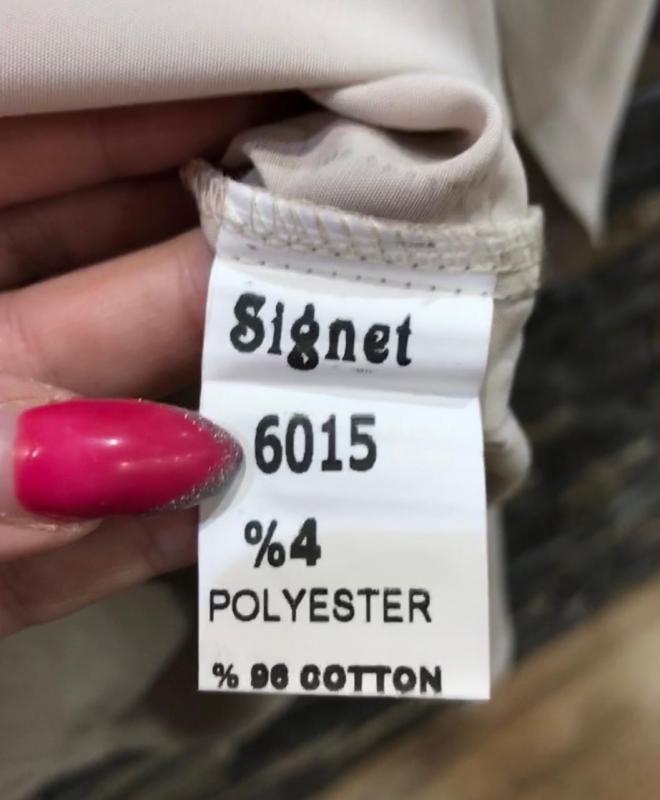 Signet
6015
%4
POLYESTER
% 96 COTTON